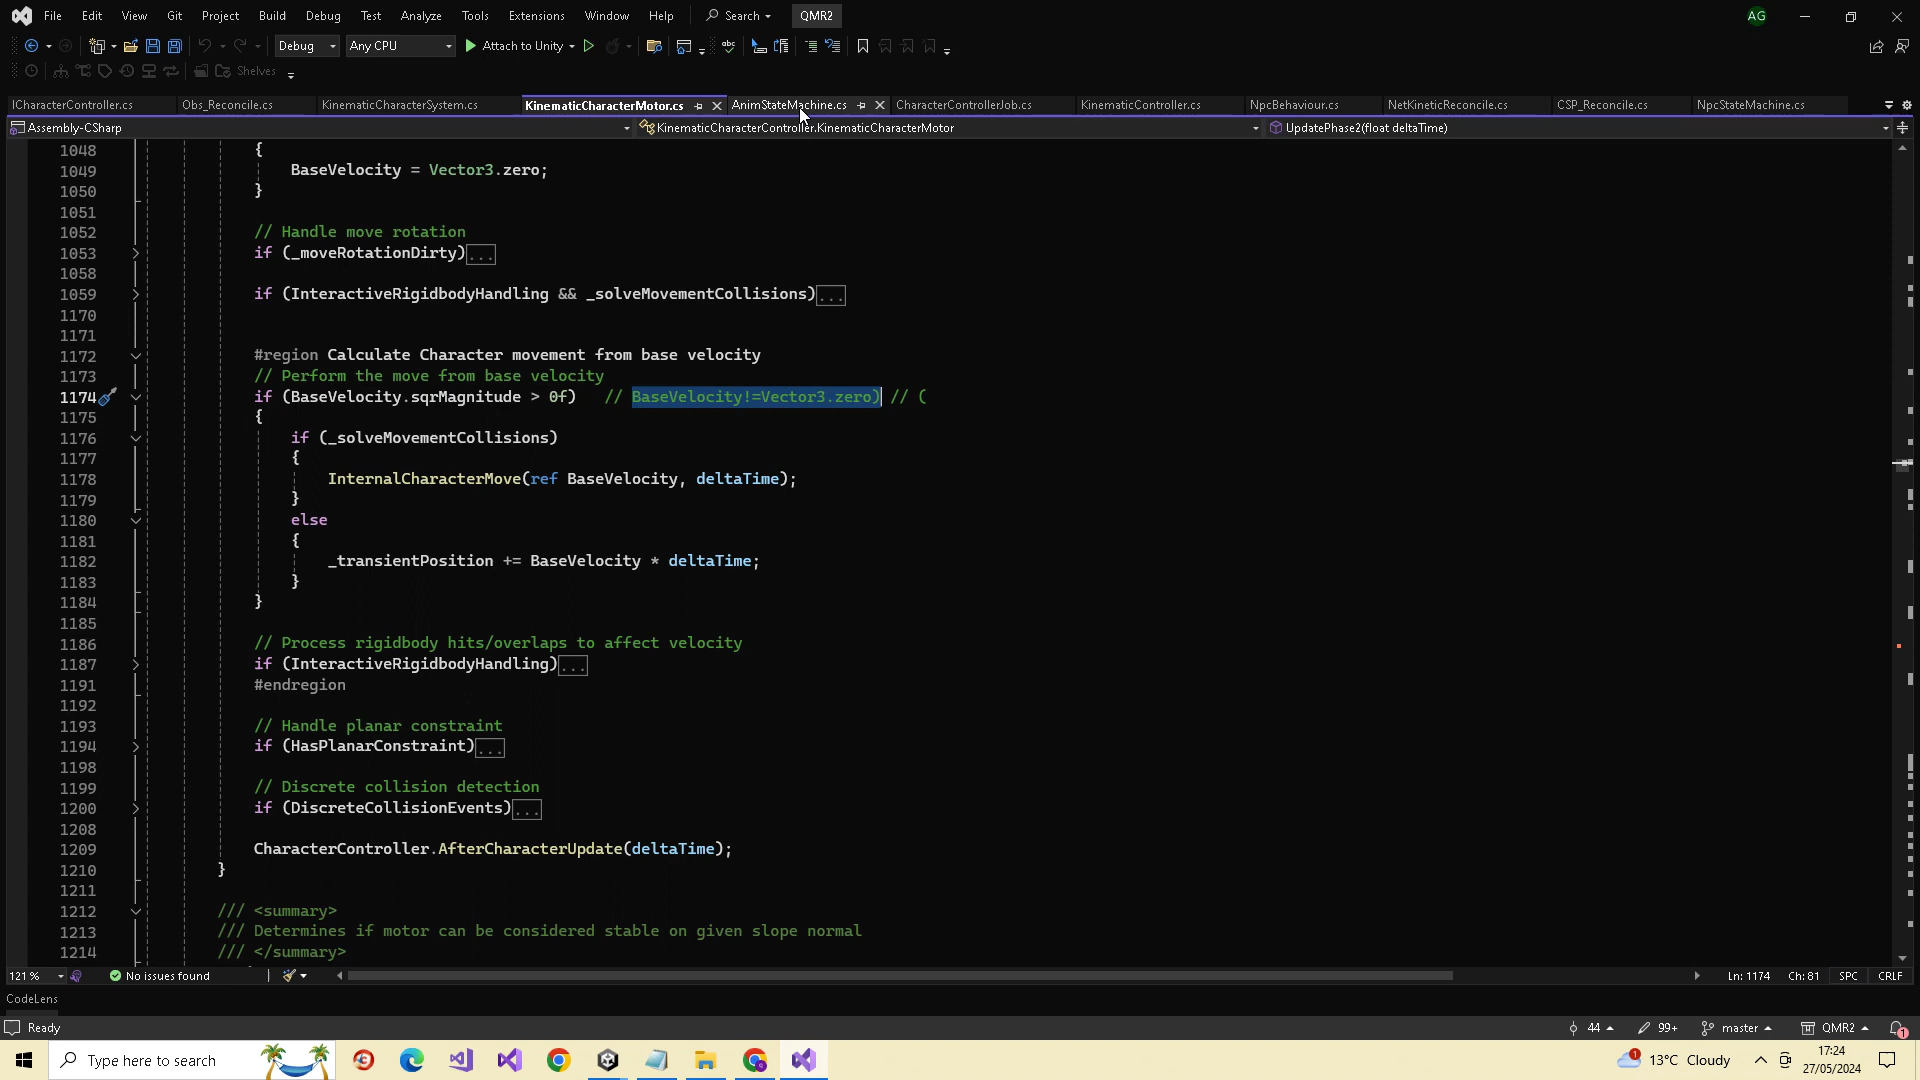 File Edit View Git Project Build Debug Test Analyze Tools Extensions Window Help Search QMR2 AG
Debug Any CPU Attach to Unity
Shelves
ICharacterController.cs Obs_Reconcile.cs KinematicCharacterSystem.cs KinematicCharacterMotor.cs AnimStateMachine.cs CharacterControllerJob.cs KinematicController.cs NpcBehaviour.cs NetKineticReconcile.cs CSP_Reconcile.cs NpcStateMachine.cs
Assembly-CSharp KinematicCharacterController.KinematicCharacterMotor UpdatePhase2(float deltaTime)
1048 {
1049 BaseVelocity = Vector3.zero;
1050 }
1051
1052 // Handle move rotation
1053 if (_moveRotationDirty)...
1058
1059 if (InteractiveRigidbodyHandling && _solveMovementCollisions)...
1170
1171
1172 #region Calculate Character movement from base velocity
1173 // Perform the move from base velocity
1174 if (BaseVelocity.sqrMagnitude > 0f) // BaseVelocity!=Vector3.zero) // (
1175 {
1176 if (_solveMovementCollisions)
1177 {
1178 InternalCharacterMove(ref BaseVelocity, deltaTime);
1179 }
1180 else
1181 {
1182 _transientPosition += BaseVelocity * deltaTime;
1183 }
1184 }
1185
1186 // Process rigidbody hits/overlaps to affect velocity
1187 if (InteractiveRigidbodyHandling)...
1191 #endregion
1192
1193 // Handle planar constraint
1194 if (HasPlanarConstraint)...
1198
1199 // Discrete collision detection
1200 if (DiscreteCollisionEvents)...
1208
1209 CharacterController.AfterCharacterUpdate(deltaTime);
1210 }
1211
1212 /// <summary>
1213 /// Determines if motor can be considered stable on given slope normal
1214 /// </summary>
121 % No issues found Ln: 1174 Ch: 81 SPC CRLF
CodeLens
Ready 44 99+ master QMR2 1
Type here to search 1 13°C Cloudy 17:24
27/05/2024